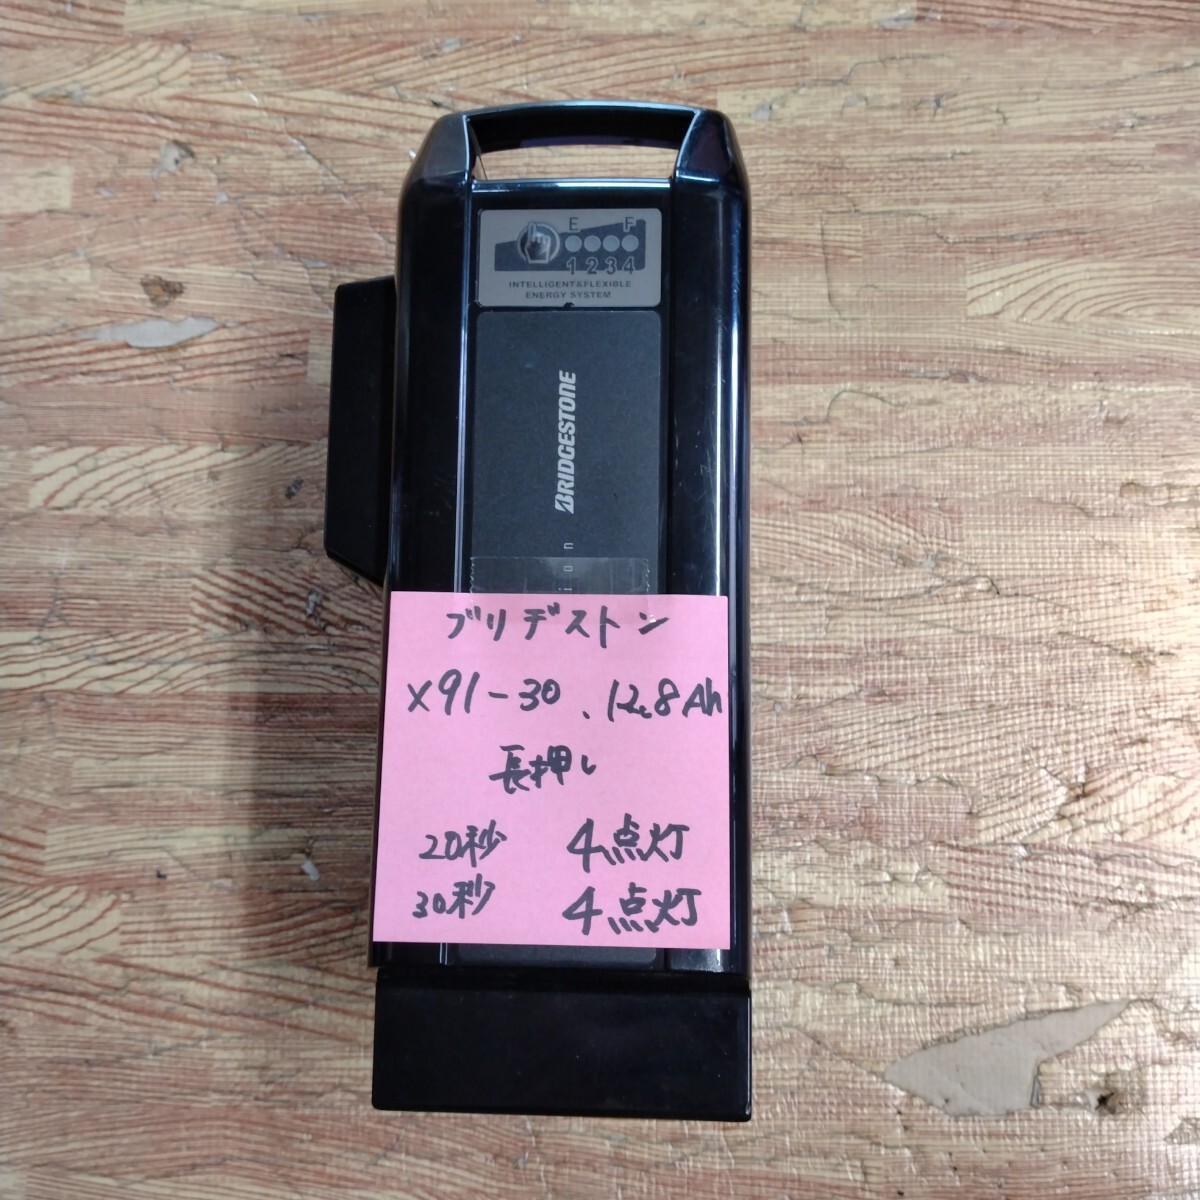 E F
1 2 3 4
INTELLIGENT&FLEXIBLE
ENERGY SYSTEM
BRIDGESTONE
ion
ブリヂストン
X91-30、12.8Ah
長押し
20秒 4点灯
30秒 4点灯